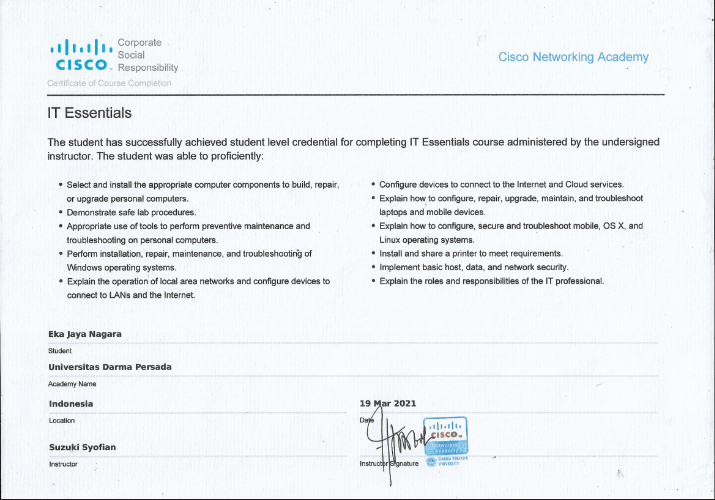 CISCO
Corporate
Social
Responsibility
Cisco Networking Academy
Certificate of Course Completion
IT Essentials
The student has successfully achieved student level credential for completing IT Essentials course administered by the undersigned
instructor. The student was able to proficiently:
• Select and install the appropriate computer components to build, repair,
or upgrade personal computers.
• Demonstrate safe lab procedures.
• Appropriate use of tools to perform preventive maintenance and
troubleshooting on personal computers.
• Perform installation, repair, maintenance, and troubleshooting of
Windows operating systems.
• Explain the operation of local area networks and configure devices to
connect to LANs and the Internet.
• Configure devices to connect to the Internet and Cloud services.
• Explain how to configure, repair, upgrade, maintain, and troubleshoot
laptops and mobile devices.
• Explain how to configure, secure and troubleshoot mobile, OS X, and
Linux operating systems.
• Install and share a printer to meet requirements.
• Implement basic host, data, and network security.
• Explain the roles and responsibilities of the IT professional.
Eka Jaya Nagara
Student
Universitas Darma Persada
Academy Name
Indonesia
Location
19 Mar 2021
Date
Suzuki Syofian
Instructor
Instructor Signature
CISCO